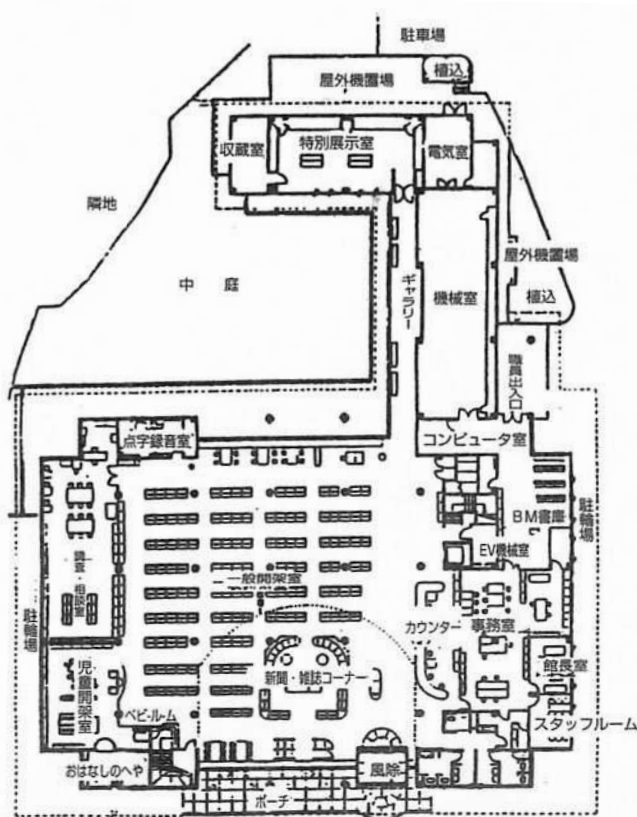 駐車場
植込
屋外機置場
収蔵室
特別展示室
電気室
隣地
屋外機置場
中庭
ギャラリー
機械室
植込
職員出入口
点字録音室
コンピュータ室
BM書庫
駐輪場
EV機械室
調査・相談室
一般開架室
カウンター
事務室
駐輪場
児童開架室
新聞・雑誌コーナー
館長室
ベビールーム
スタッフルーム
おはなしのへや
風除
ポーチ